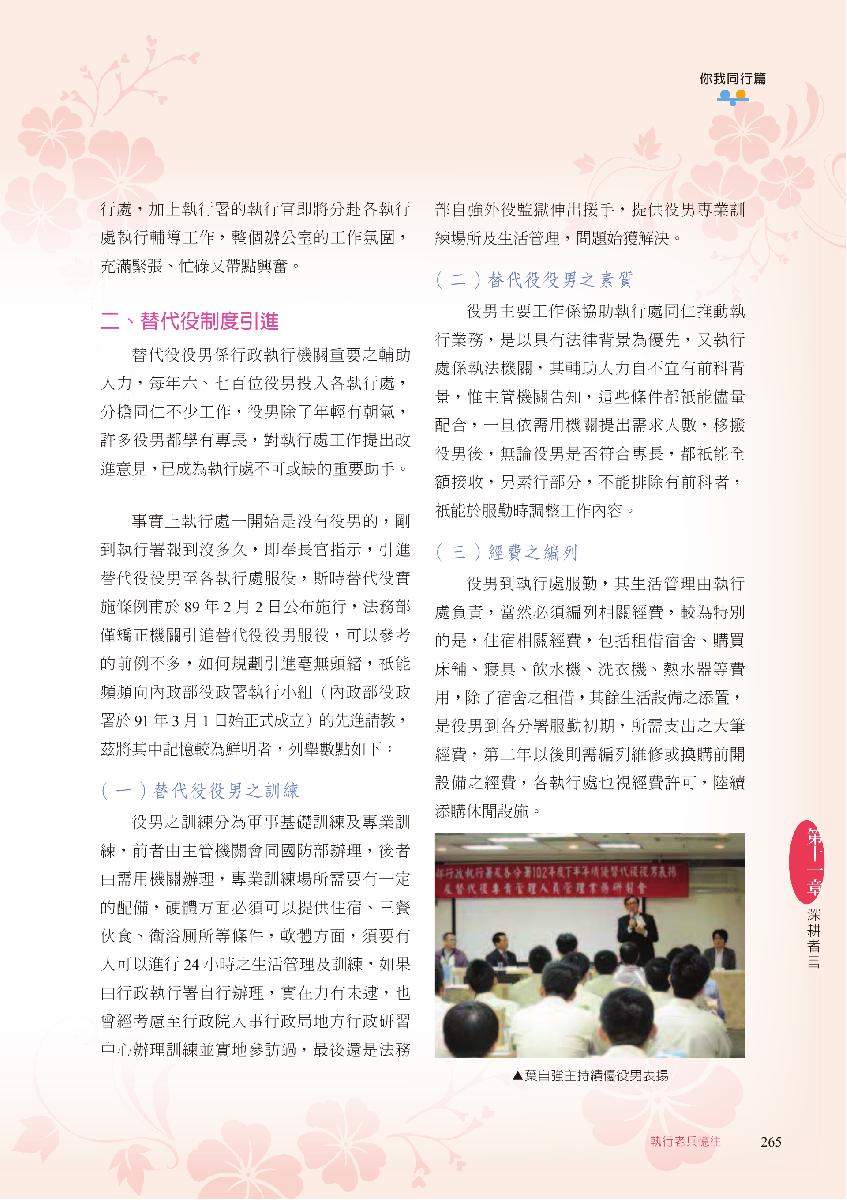 你我同行篇
行處，加上執行署的執行官即將分赴各執行
處執行輔導工作，整個辦公室的工作氛圍，
充滿緊張、忙碌又帶點興奮。
二、替代役制度引進
替代役役男係行政執行機關重要之輔助
人力，每年六、七百位役男投入各執行處，
分擔同仁不少工作，役男除了年輕有朝氣，
許多役男都學有專長，對執行處工作提出改
進意見，已成為執行處不可或缺的重要助手。
事實上執行處一開始是沒有役男的，剛
到執行署報到沒多久，即奉長官指示，引進
替代役役男至各執行處服役，斯時替代役實
施條例甫於 89 年 2 月 2 日公布施行，法務部
僅矯正機關引進替代役役男服役，可以參考
的前例不多，如何規劃引進毫無頭緒，祇能
頻頻向內政部役政署執行小組（內政部役政
署於 91 年 3 月 1 日始正式成立）的先進請教，
茲將其中記憶較為鮮明者，列舉數點如下：
（一）替代役役男之訓練
役男之訓練分為軍事基礎訓練及專業訓
練，前者由主管機關會同國防部辦理，後者
由需用機關辦理，專業訓練場所需要有一定
的配備，硬體方面必須可以提供住宿、三餐
伙食、衛浴廁所等條件，軟體方面，須要有
人可以進行 24 小時之生活管理及訓練，如果
由行政執行署自行辦理，實在力有未逮，也
曾經考慮至行政院人事行政局地方行政研習
中心辦理訓練並實地參訪過，最後還是法務
部自強外役監獄伸出援手，提供役男專業訓
練場所及生活管理，問題始獲解決。
（二）替代役役男之素質
役男主要工作係協助執行處同仁推動執
行業務，是以具有法律背景為優先，又執行
處係執法機關，其輔助人力自不宜有前科背
景，惟主管機關告知，這些條件都祇能儘量
配合，一旦依需用機關提出需求人數，移撥
役男後，無論役男是否符合專長，都祇能全
額接收，另素行部分，不能排除有前科者，
祇能於服勤時調整工作內容。
（三）經費之編列
役男到執行處服勤，其生活管理由執行
處負責，當然必須編列相關經費，較為特別
的是，住宿相關經費，包括租借宿舍、購買
床舖、寢具、飲水機、洗衣機、熱水器等費
用，除了宿舍之租借，其餘生活設備之添置，
是役男到各分署服勤初期，所需支出之大筆
經費，第二年以後則需編列維修或換購前開
設備之經費，各執行處也視經費許可，陸續
添購休閒設施。
部行政執行署及各分署102年度下半年績優替代役役男表揚
及替代役專責管理人員管理業務研習會
▲葉自強主持績優役男表揚
第十一章
深耕者言
執行老兵憶往
265